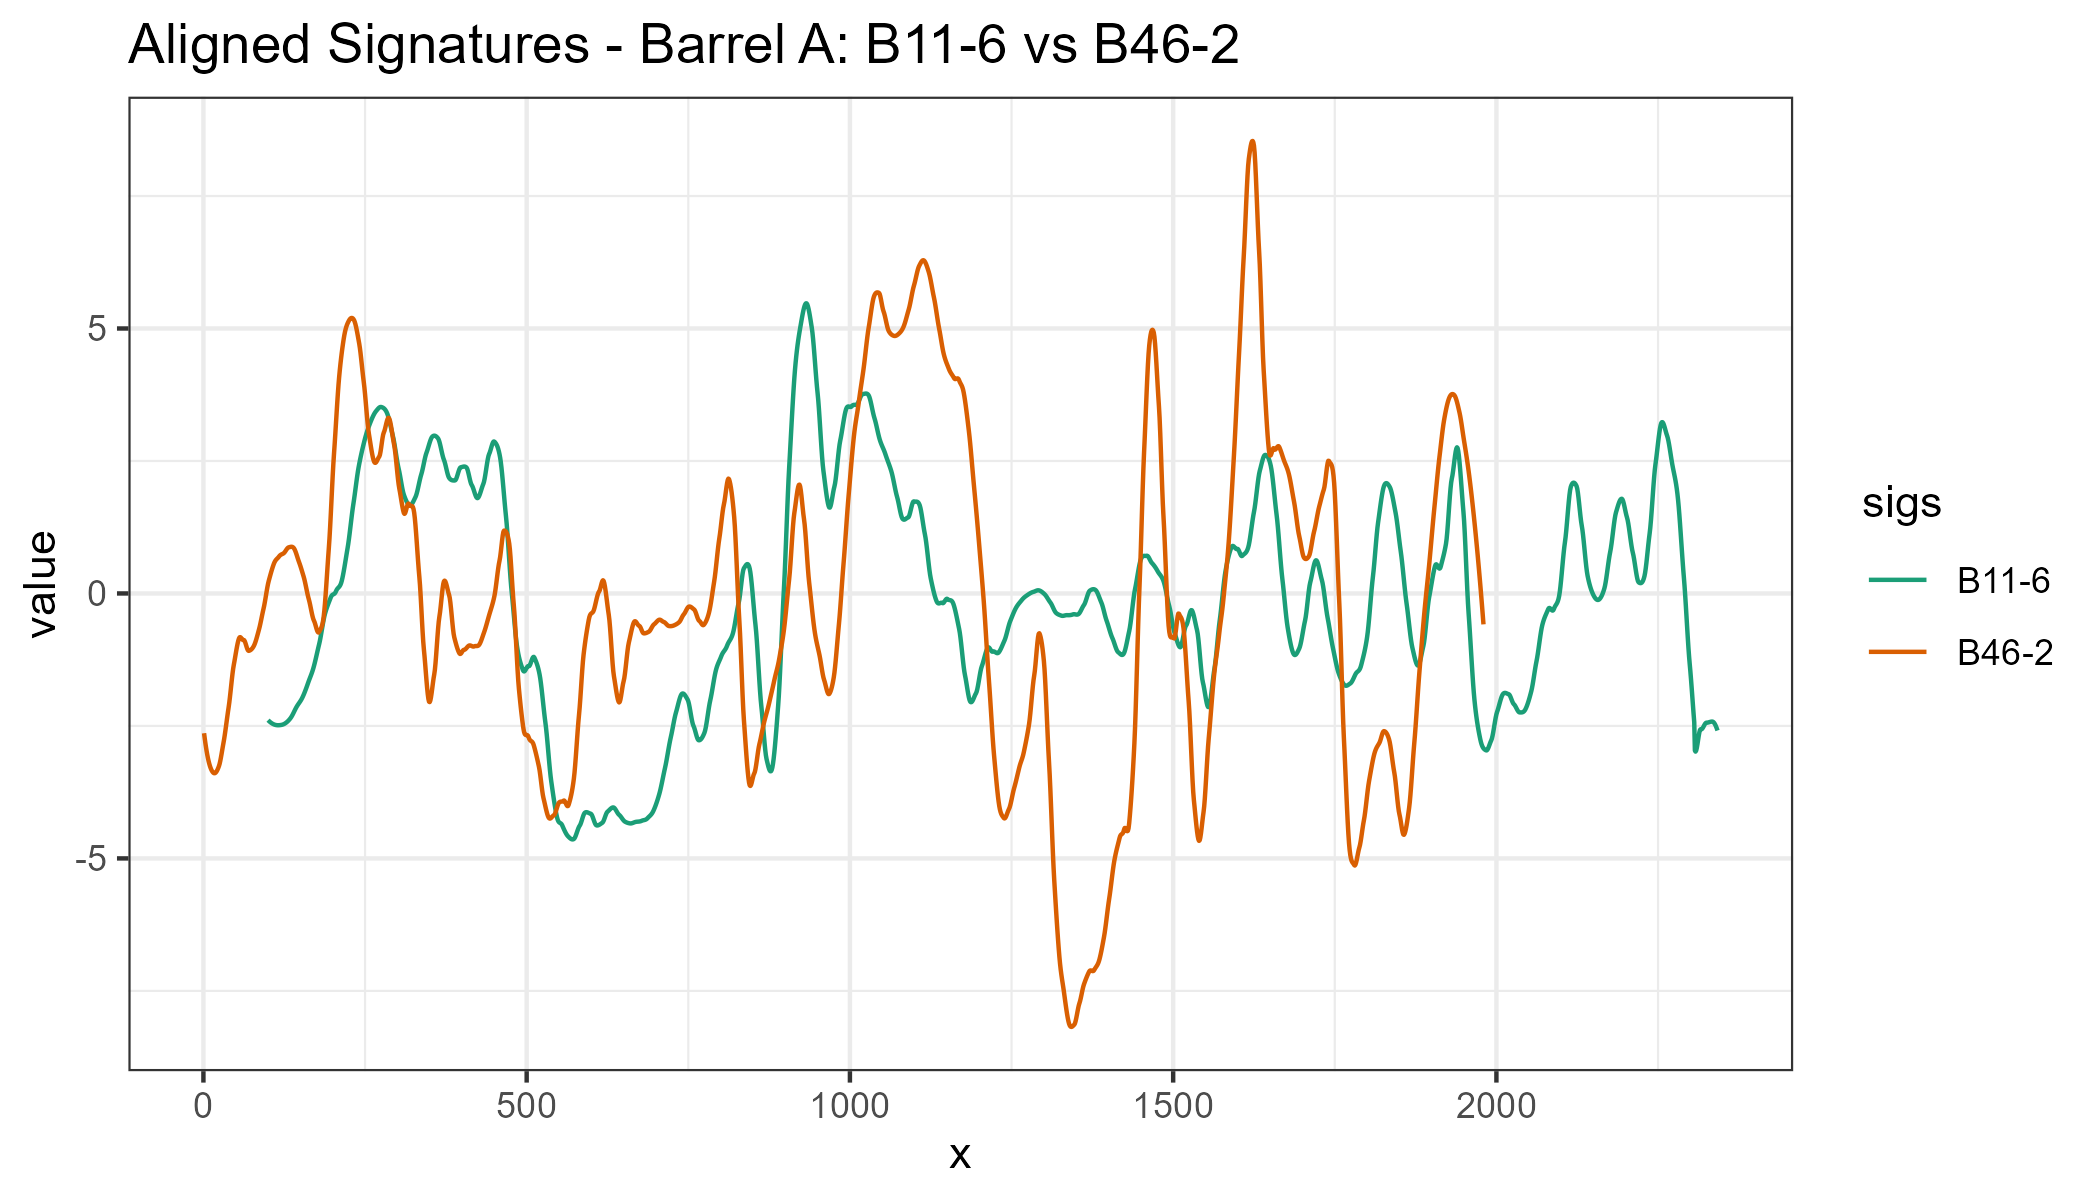 Aligned Signatures - Barrel A: B11-6 vs B46-2
value
5
0
-5
0 500 1000 1500 2000
x
sigs
B11-6
B46-2